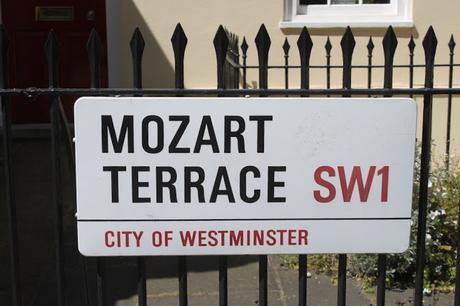 MOZART
TERRACE SW1
CITY OF WESTMINSTER